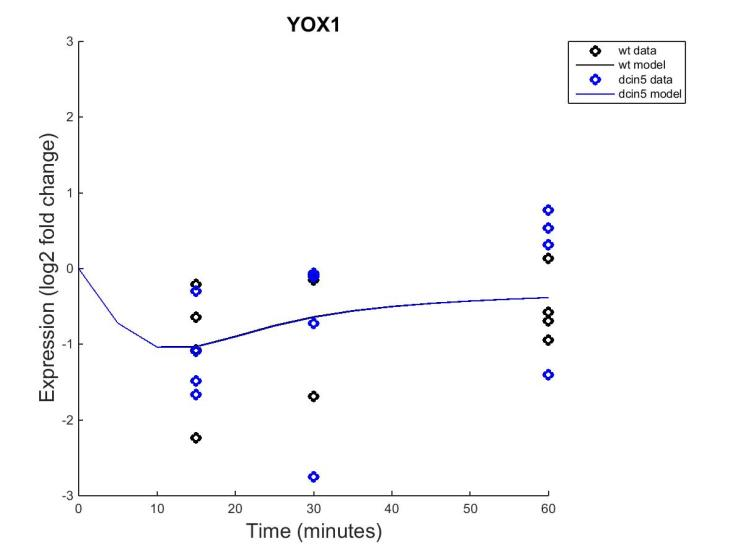 YOX1
3
2
1
0
-1
-2
-3
Expression (log2 fold change)
0 10 20 30 40 50 60
Time (minutes)
wt data
wt model
dcin5 data
dcin5 model